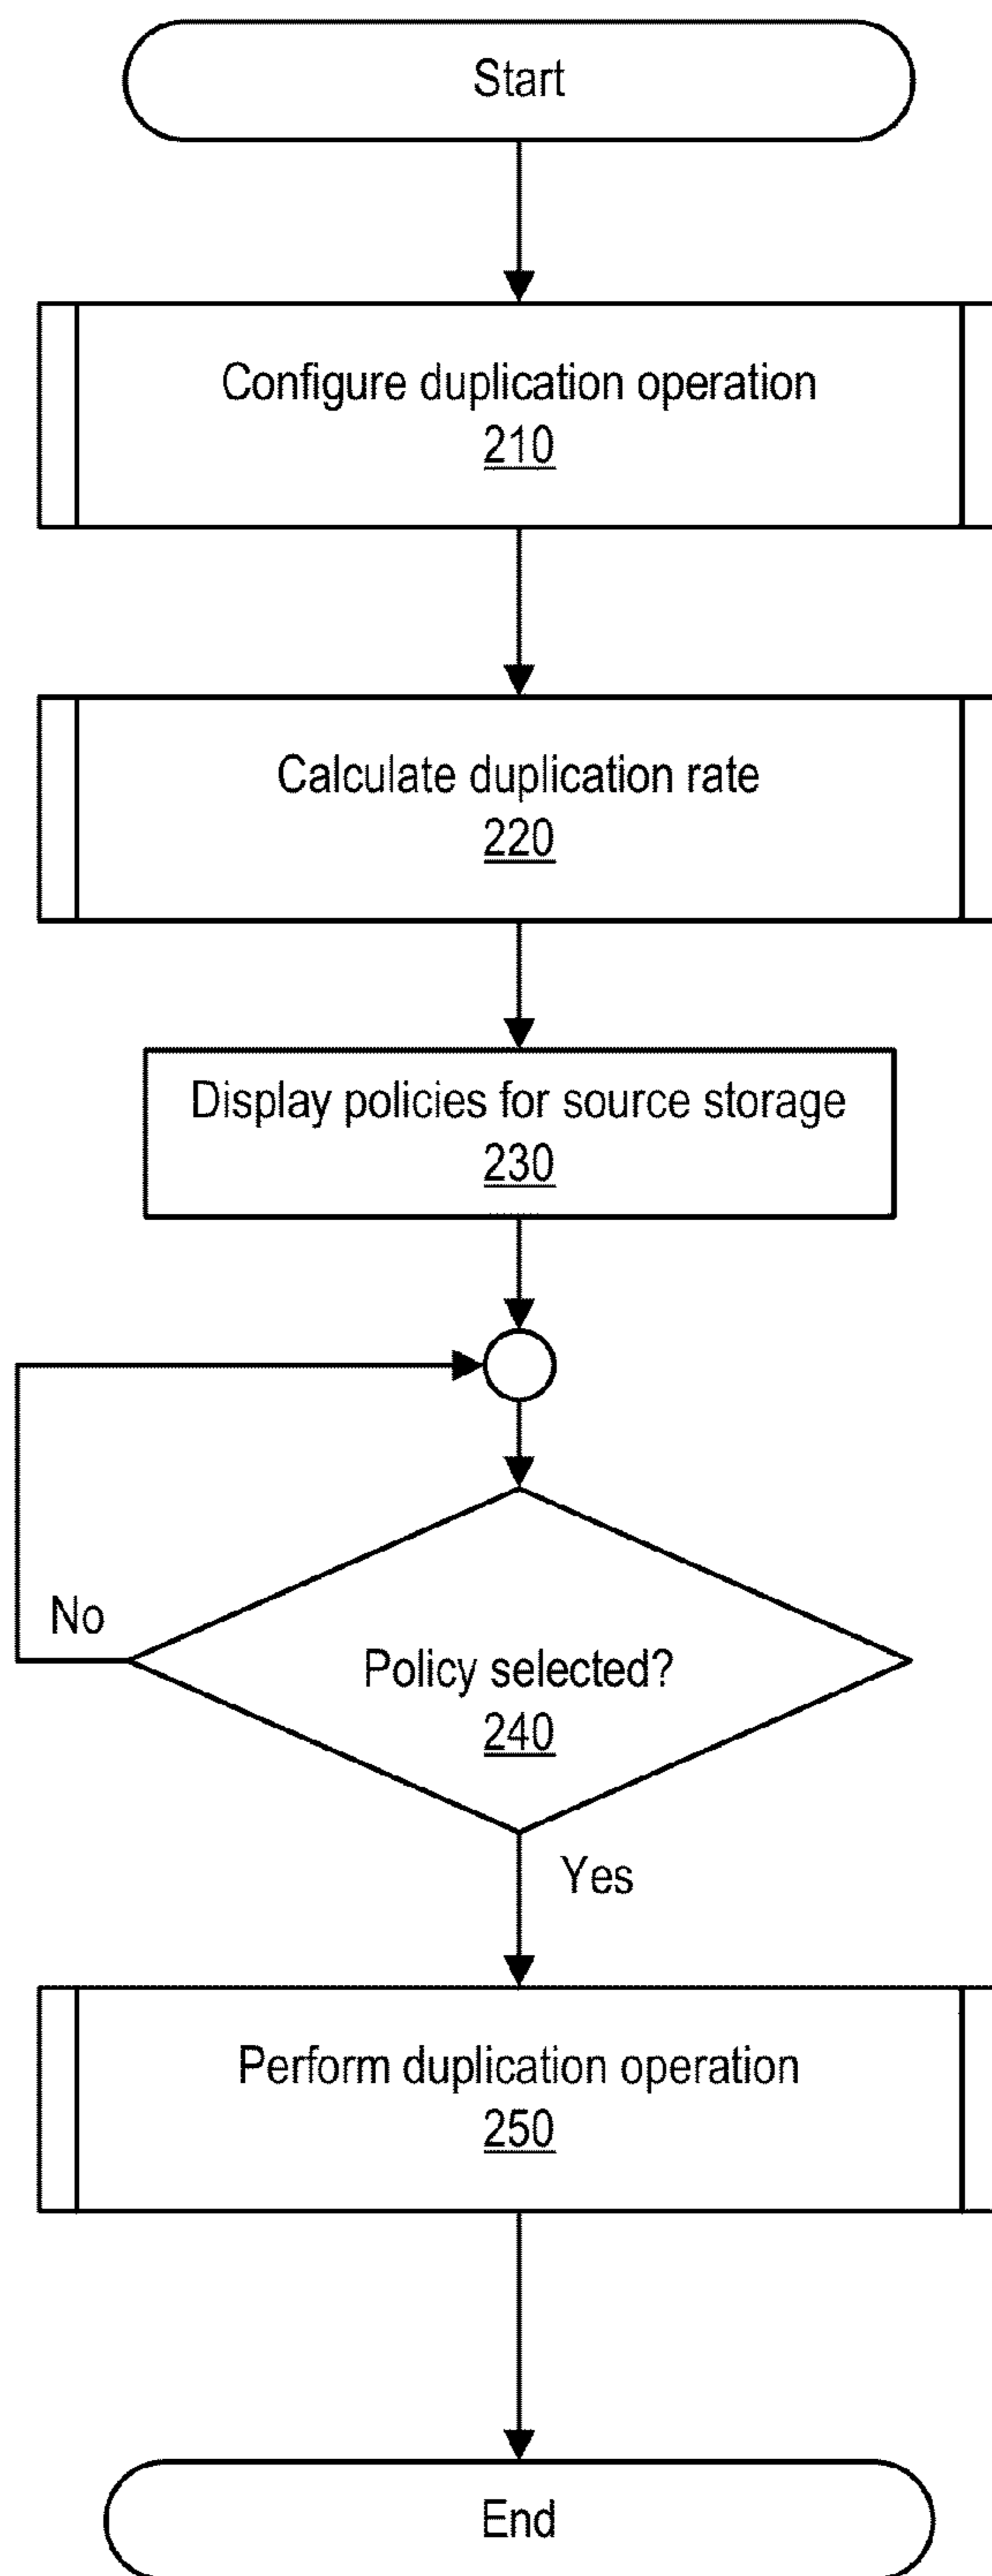 Start
Configure duplication operation
210
Calculate duplication rate
220
Display policies for source storage
230
No
Policy selected?
240
Yes
Perform duplication operation
250
End